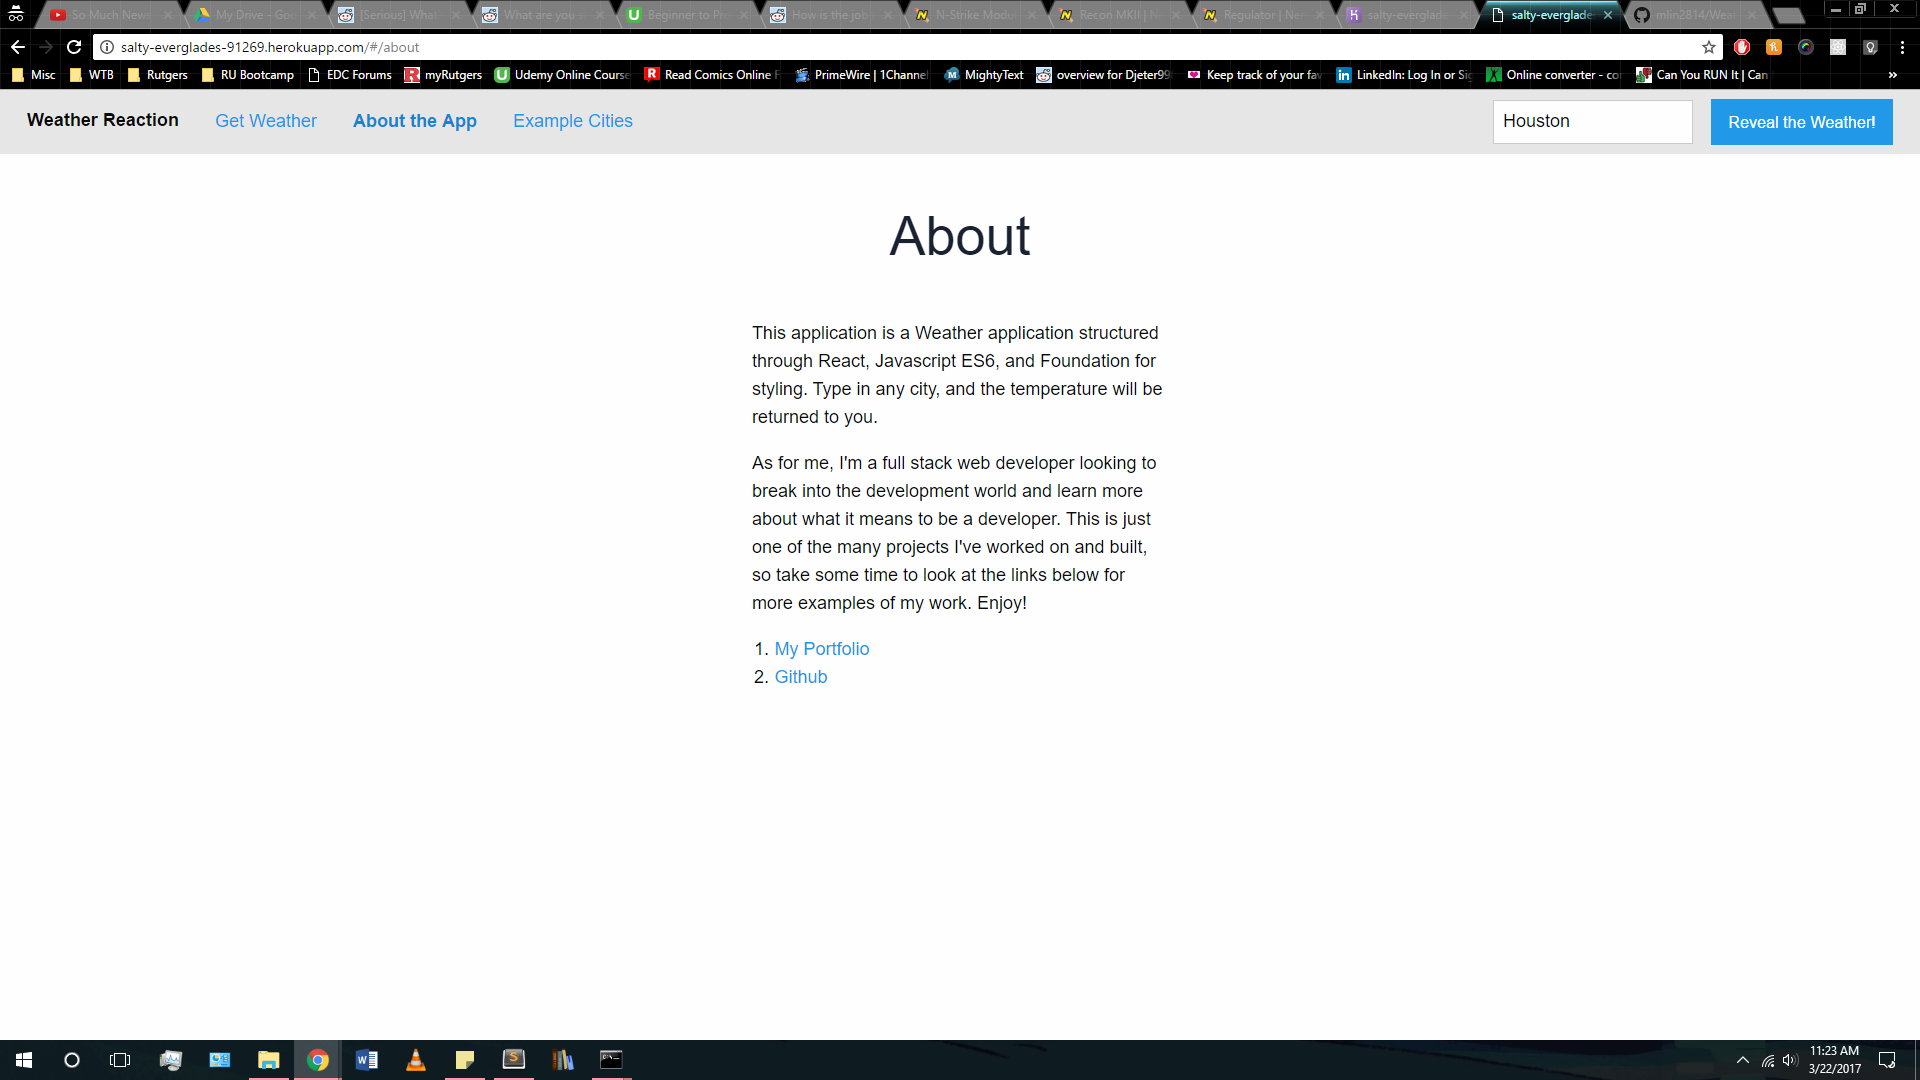 So Much New
My Drive - Goo
[Serious] What
What are you
Beginner to P
How is the job
N-Strike Modu
Recon MKII |
Regulator | Ner
salty-everglade
salty-everglade
mlin2814/Wea
salty-everglades-91269.herokuapp.com/#/about
Misc
WTB
Rutgers
RU Bootcamp
EDC Forums
myRutgers
Udemy Online Course
Read Comics Online F
PrimeWire | 1Channel
MightyText
overview for Djeter99
Keep track of your fav
LinkedIn: Log In or Sig
Online converter - co
Can You RUN It | Can
»
Weather Reaction
Get Weather
About the App
Example Cities
Houston
Reveal the Weather!
About
This application is a Weather application structured
through React, Javascript ES6, and Foundation for
styling. Type in any city, and the temperature will be
returned to you.
As for me, I'm a full stack web developer looking to
break into the development world and learn more
about what it means to be a developer. This is just
one of the many projects I've worked on and built,
so take some time to look at the links below for
more examples of my work. Enjoy!
1. My Portfolio
2. Github
11:23 AM
3/22/2017